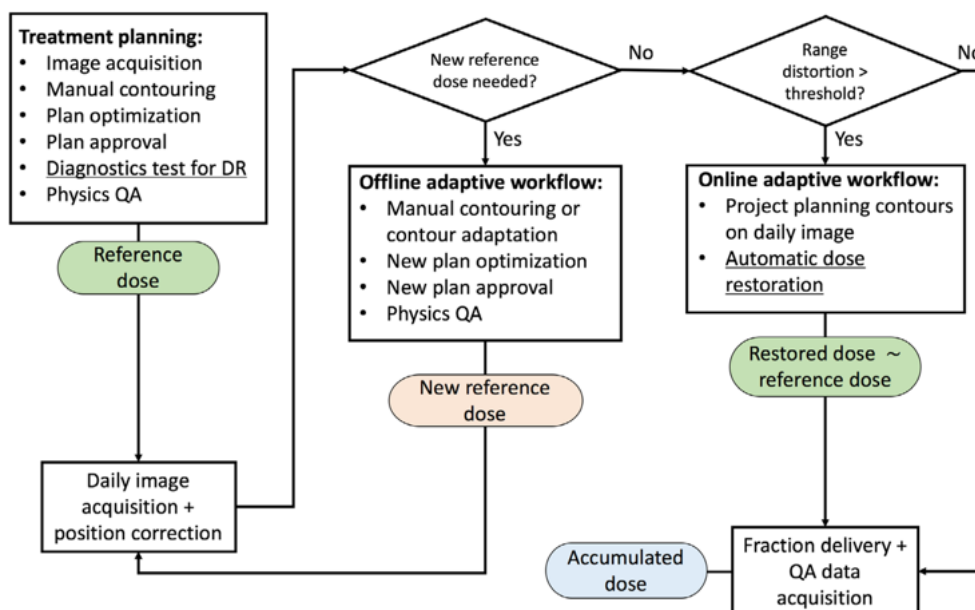 Treatment planning:
• Image acquisition
• Manual contouring
• Plan optimization
• Plan approval
• Diagnostics test for DR
• Physics QA
Reference
dose
Daily image
acquisition +
position correction
New reference
dose needed?
No
Yes
Offline adaptive workflow:
• Manual contouring or
contour adaptation
• New plan optimization
• New plan approval
• Physics QA
New reference
dose
Range
distortion >
threshold?
No
Yes
Online adaptive workflow:
• Project planning contours
on daily image
• Automatic dose
restoration
Restored dose ~
reference dose
Fraction delivery +
QA data
acquisition
Accumulated
dose